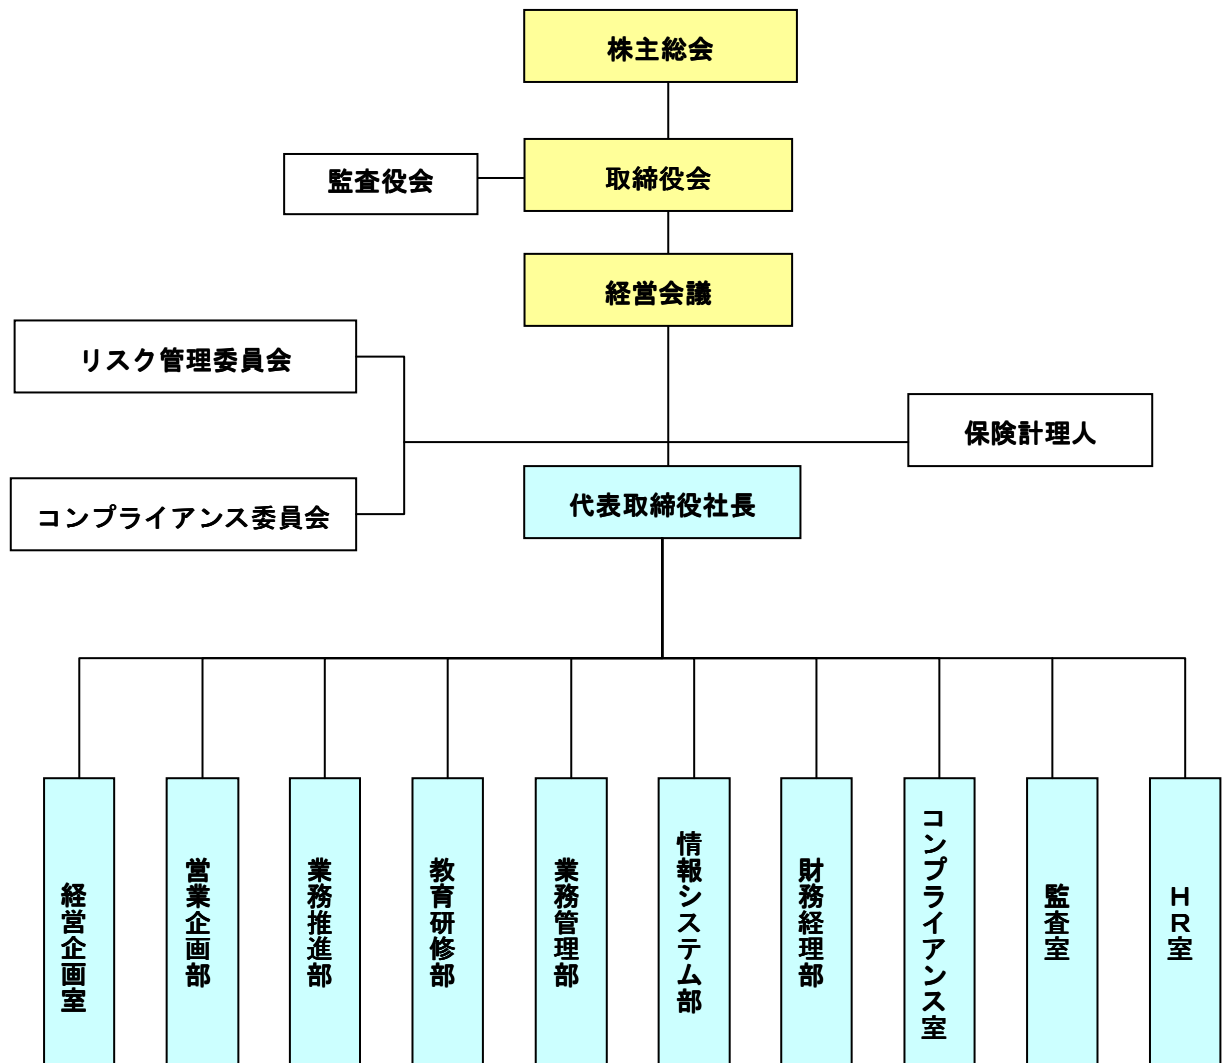 株主総会
監査役会
取締役会
経営会議
リスク管理委員会
保険計理人
コンプライアンス委員会
代表取締役社長
経営企画室
営業企画部
業務推進部
教育研修部
業務管理部
情報システム部
財務経理部
コンプライアンス室
監査室
ＨＲ室